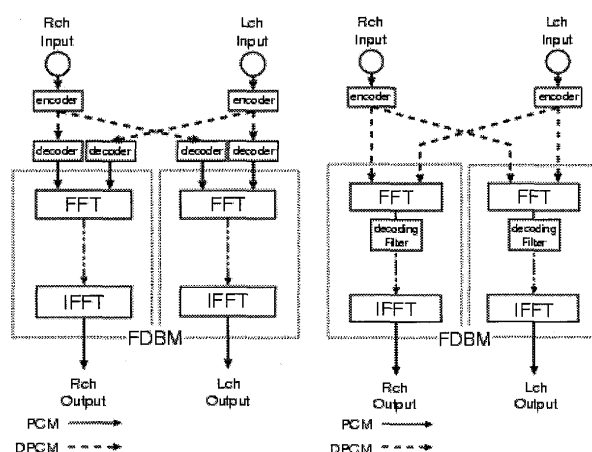 Rch
Input
Lch
Input
encoder
encoder
decoder
decoder
decoder
decoder
FFT
FFT
IFFT
IFFT
FDBM
Rch
Output
Lch
Output
PCM
DPCM
Rch
Input
Lch
Input
encoder
encoder
FFT
FFT
decoding
Filter
decoding
Filter
IFFT
IFFT
FDBM
Rch
Output
Lch
Output
PCM
DPCM